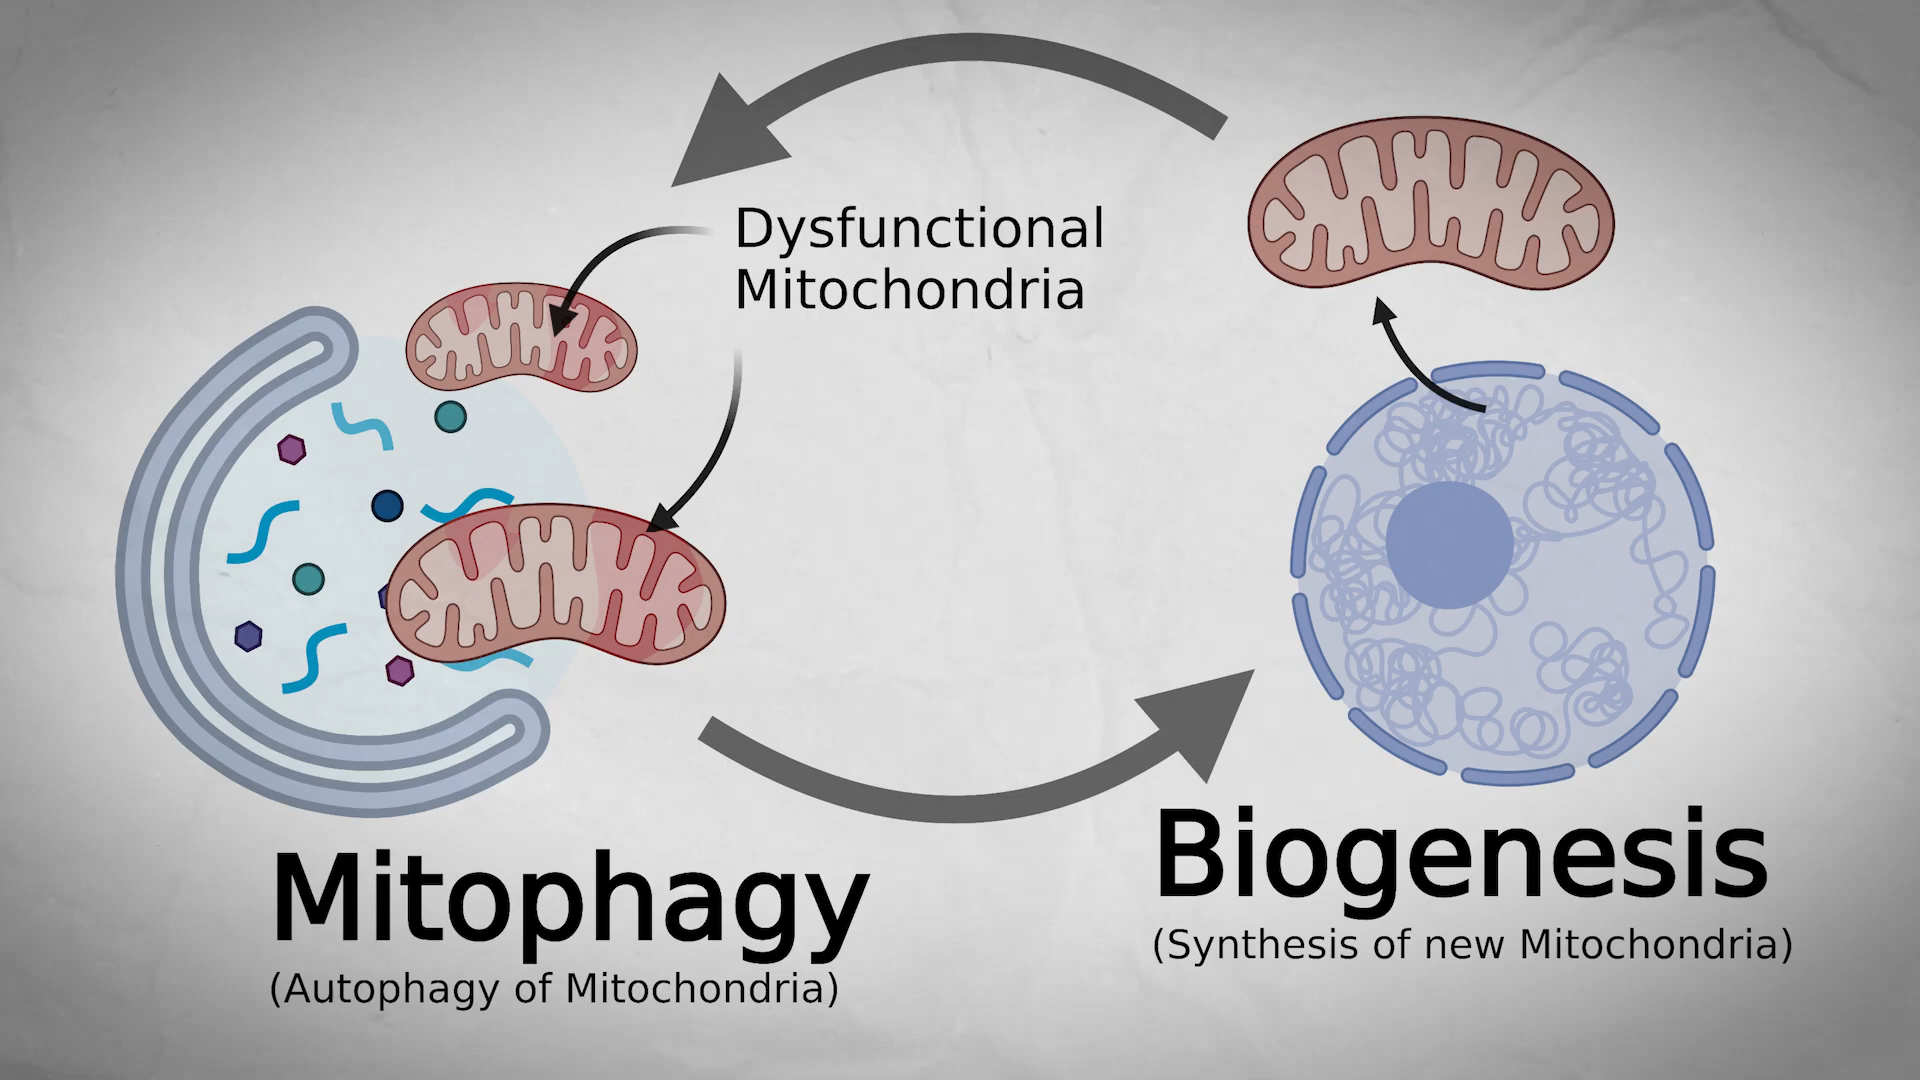 Dysfunctional
Mitochondria
Mitophagy
(Autophagy of Mitochondria)
Biogenesis
(Synthesis of new Mitochondria)